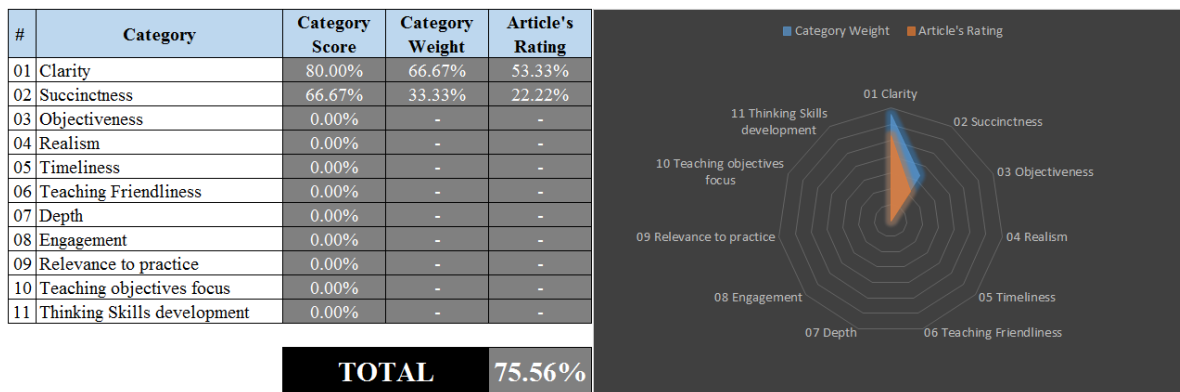 # Category Category Score Category Weight Article's Rating
01 Clarity 80.00% 66.67% 53.33%
02 Succinctness 66.67% 33.33% 22.22%
03 Objectiveness 0.00% - -
04 Realism 0.00% - -
05 Timeliness 0.00% - -
06 Teaching Friendliness 0.00% - -
07 Depth 0.00% - -
08 Engagement 0.00% - -
09 Relevance to practice 0.00% - -
10 Teaching objectives focus 0.00% - -
11 Thinking Skills development 0.00% - -
TOTAL 75.56%
Category Weight Article's Rating
01 Clarity
02 Succinctness
03 Objectiveness
04 Realism
05 Timeliness
06 Teaching Friendliness
07 Depth
08 Engagement
09 Relevance to practice
10 Teaching objectives
focus
11 Thinking Skills
development